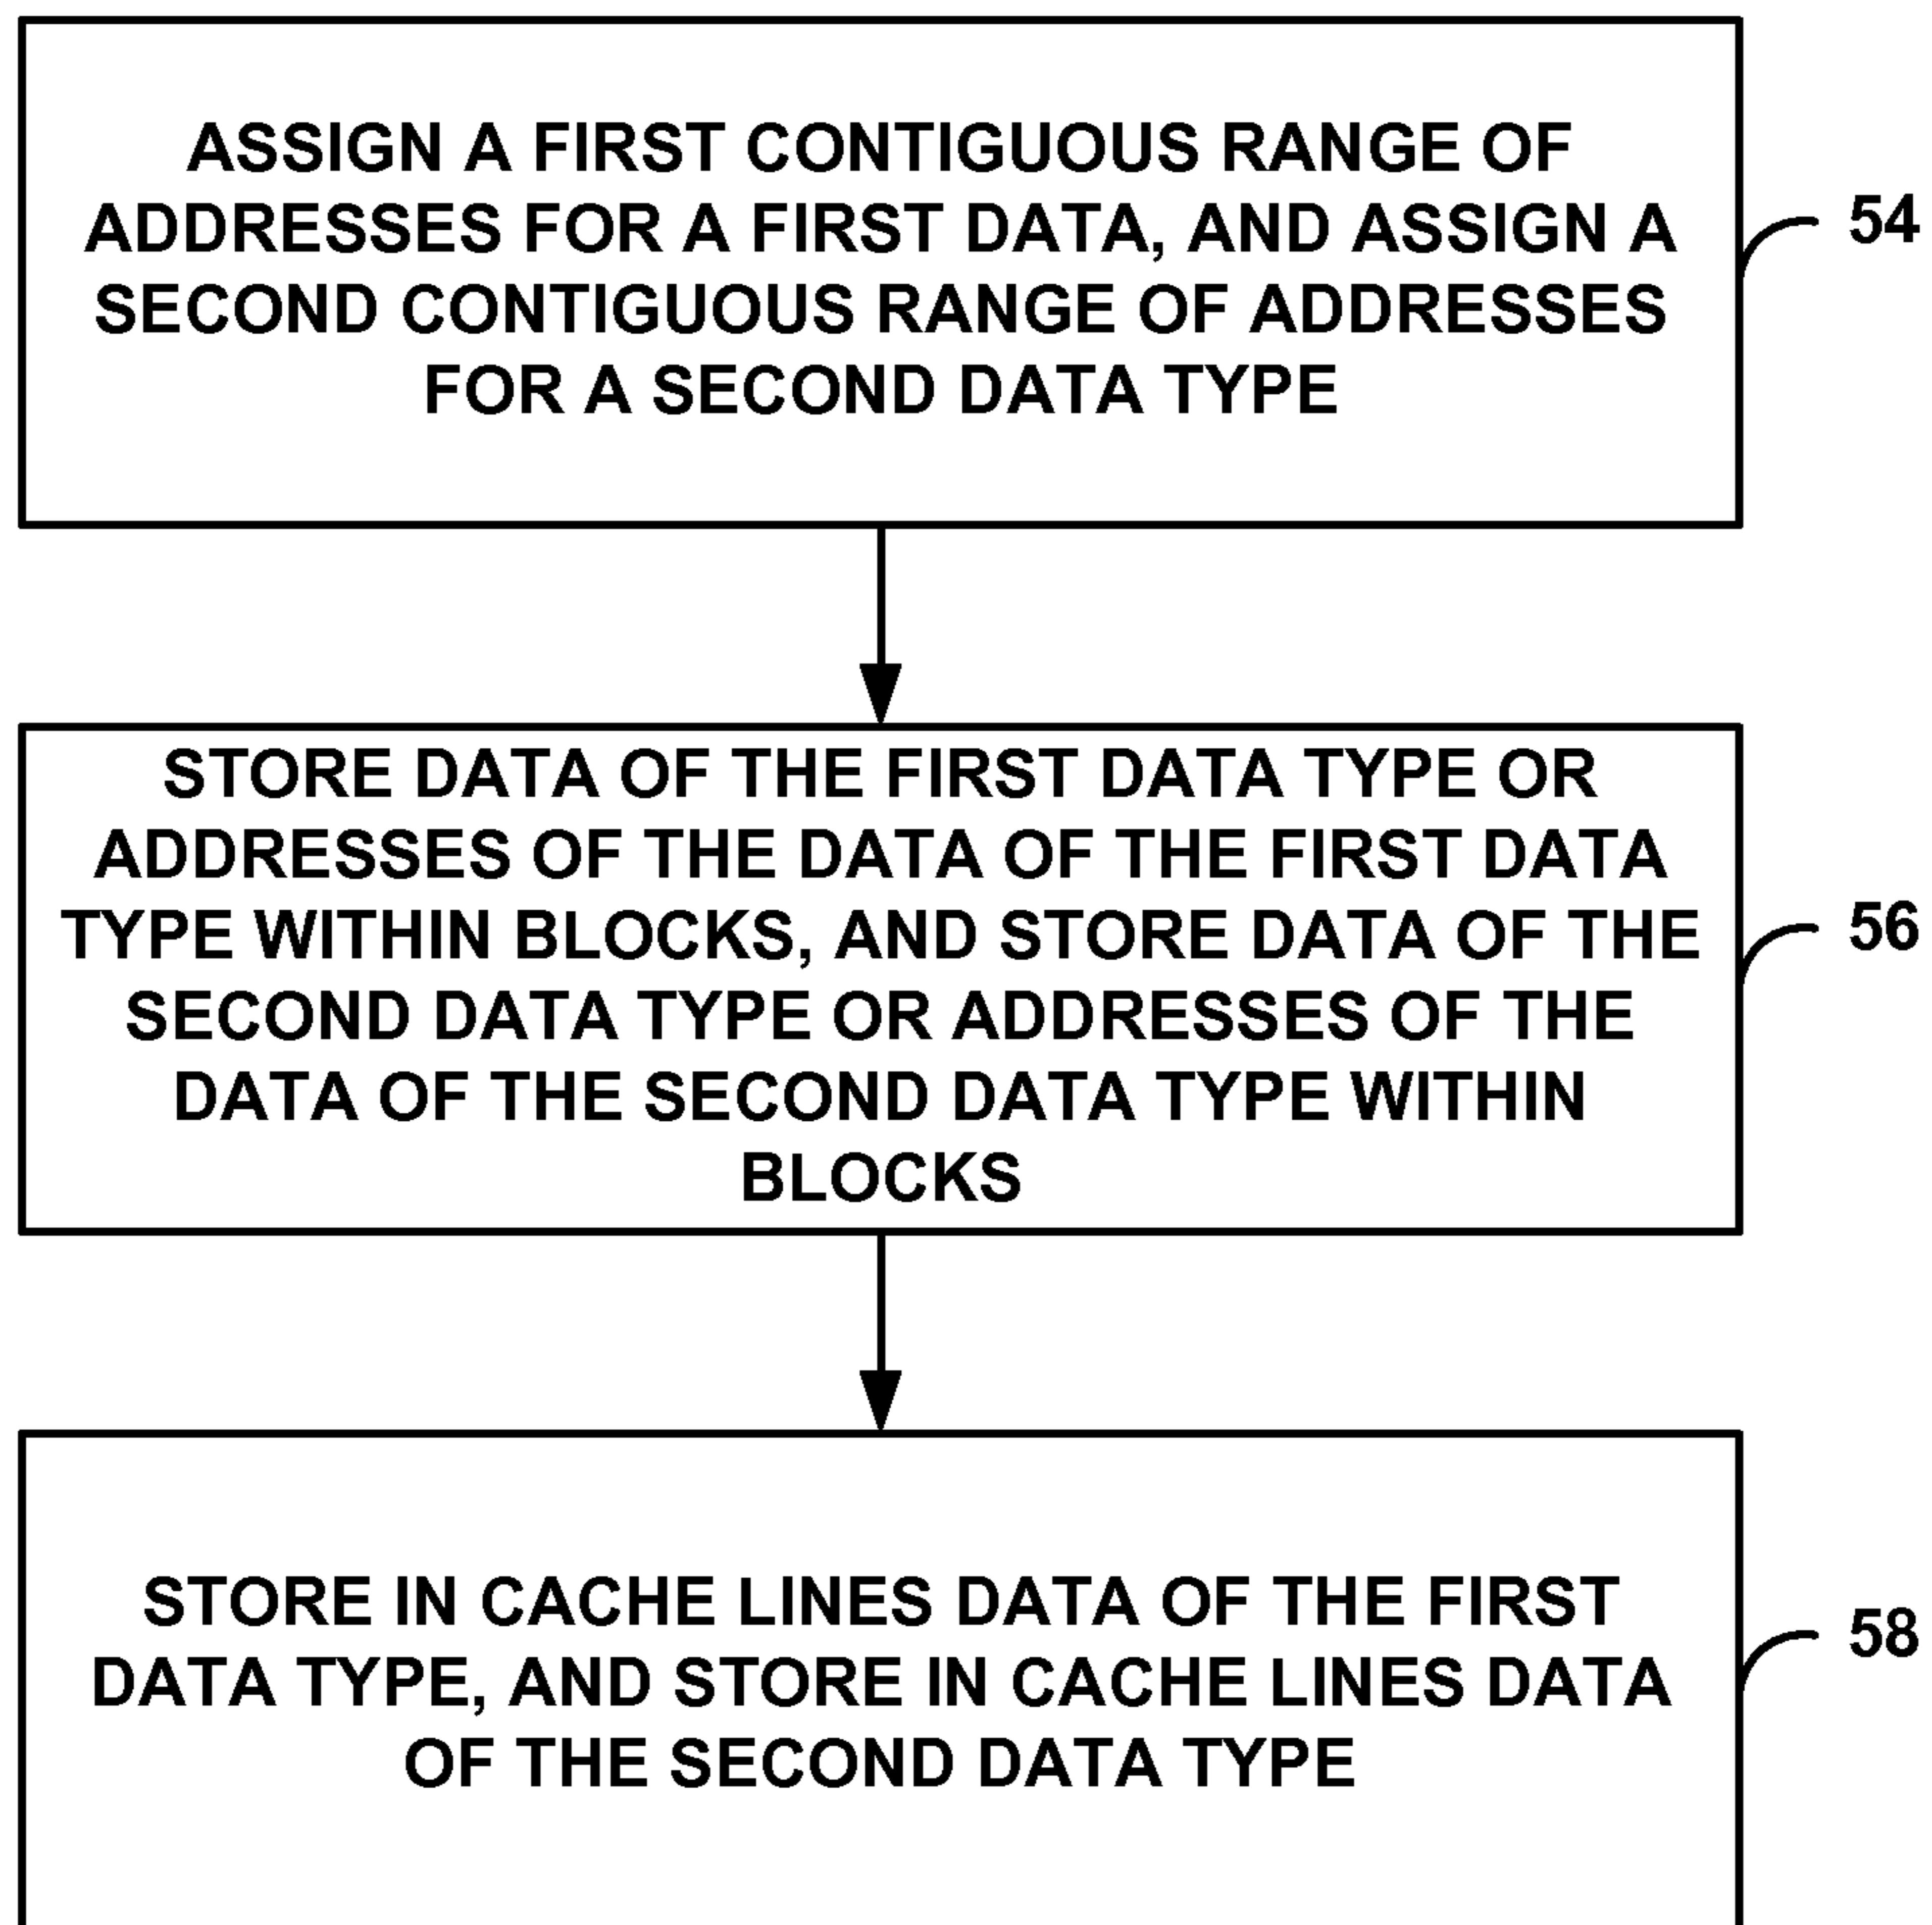 ASSIGN A FIRST CONTIGUOUS RANGE OF
ADDRESSES FOR A FIRST DATA, AND ASSIGN A
SECOND CONTIGUOUS RANGE OF ADDRESSES
FOR A SECOND DATA TYPE
54
STORE DATA OF THE FIRST DATA TYPE OR
ADDRESSES OF THE DATA OF THE FIRST DATA
TYPE WITHIN BLOCKS, AND STORE DATA OF THE
SECOND DATA TYPE OR ADDRESSES OF THE
DATA OF THE SECOND DATA TYPE WITHIN
BLOCKS
56
STORE IN CACHE LINES DATA OF THE FIRST
DATA TYPE, AND STORE IN CACHE LINES DATA
OF THE SECOND DATA TYPE
58